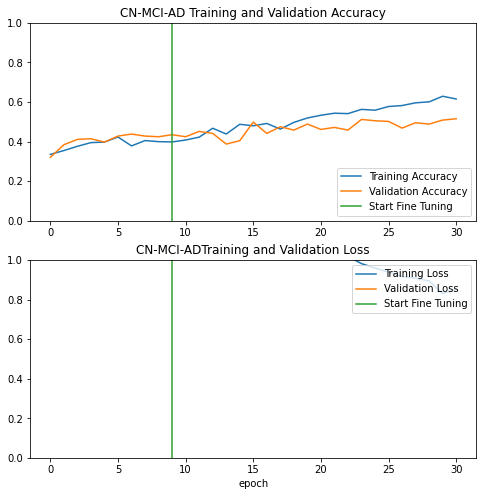 CN-MCI-AD Training and Validation Accuracy
1.0
0.8
0.6
0.4
0.2
0.0
0 5 10 15 20 25 30
Training Accuracy
Validation Accuracy
Start Fine Tuning
CN-MCI-ADTraining and Validation Loss
1.0
0.8
0.6
0.4
0.2
0.0
0 5 10 15 20 25 30
Training Loss
Validation Loss
Start Fine Tuning
epoch